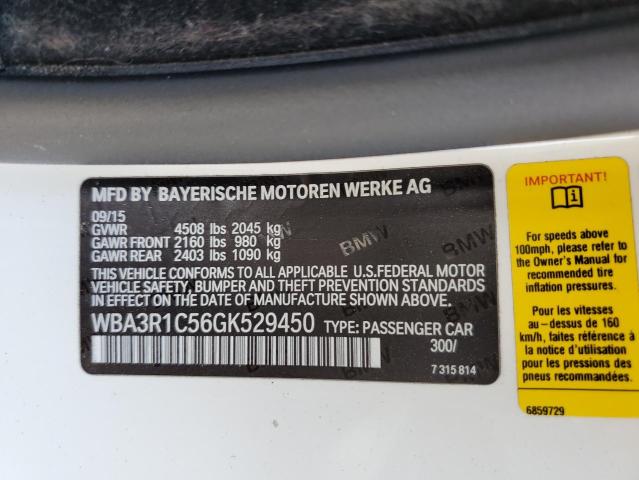 MFD BY BAYERISCHE MOTOREN WERKE AG
09/15
GVWR 4508 lbs 2045 kg
GAWR FRONT 2160 lbs 980 kg
GAWR REAR 2403 lbs 1090 kg
THIS VEHICLE CONFORMS TO ALL APPLICABLE U.S.FEDERAL MOTOR
VEHICLE SAFETY, BUMPER AND THEFT PREVENTION STANDARDS
IN EFFECT ON THE DATE OF MANUFACTURE SHOWN ABOVE.
WBA3R1C56GK529450 TYPE: PASSENGER CAR
300/
7 315 814
BMW
BMW
IMPORTANT!
For speeds above
100mph, please refer to
the Owner's Manual for
recommended tire
inflation pressures.
Pour les vitesses
au-dessus de 160
km/h, faites référence à
la notice d'utilisation
pour les pressions des
pneus recommandées.
6859729